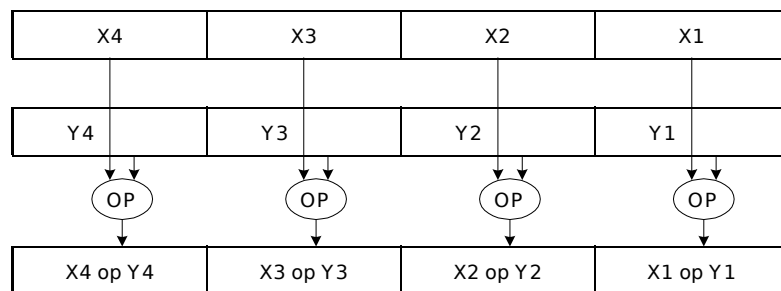 X4 X3 X2 X1
Y4 Y3 Y2 Y1
OP OP OP OP
X4 op Y4 X3 op Y3 X2 op Y2 X1 op Y1